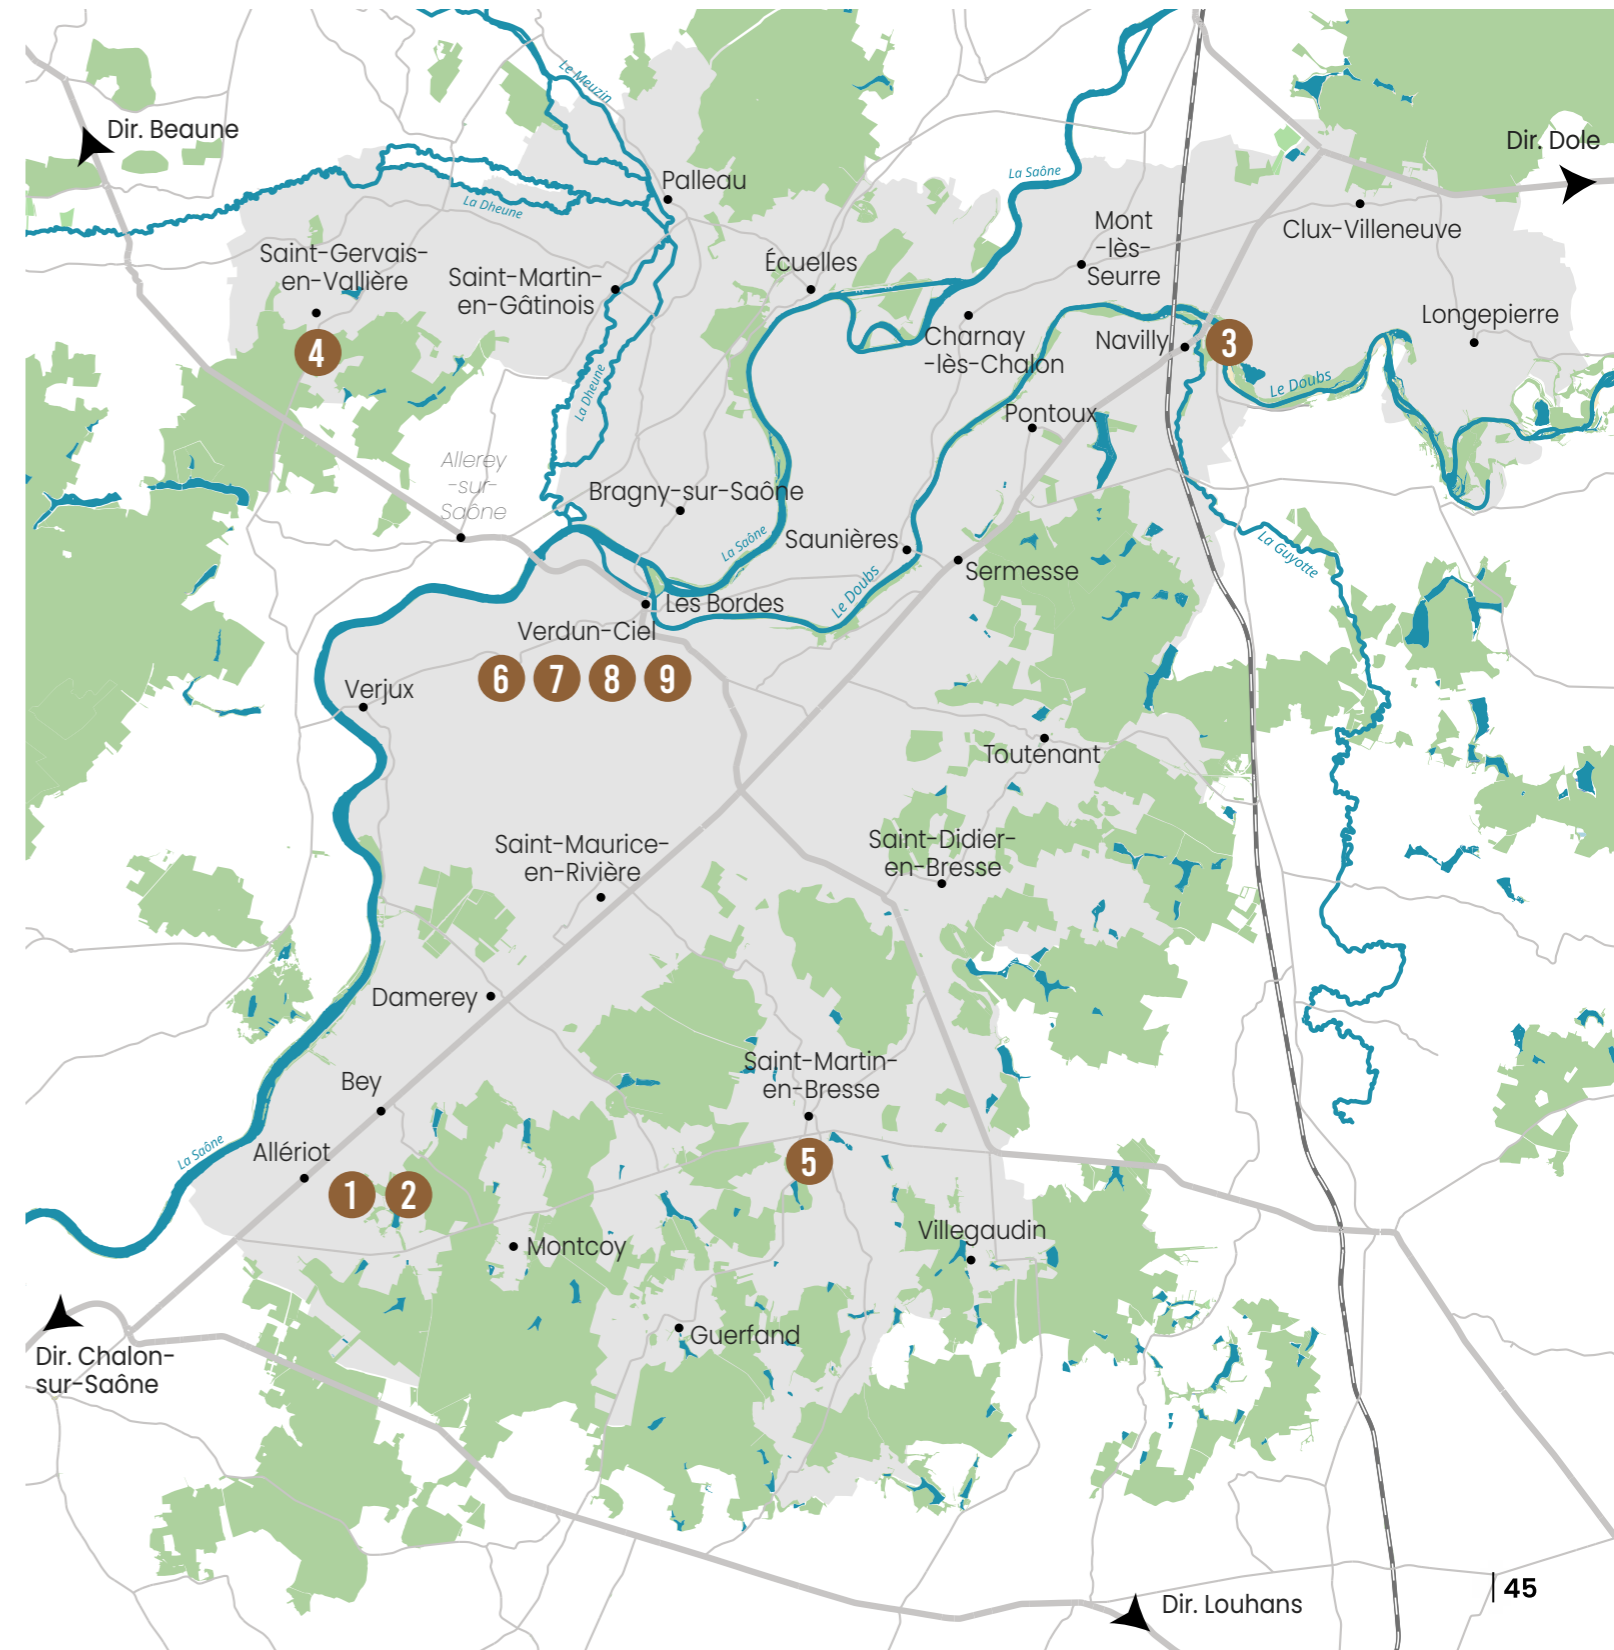 Le Meuzin
Dir. Beaune
Dir. Dole
La Saône
Palleau
La Dheune
Mont
-lès-
Seurre
Clux-Villeneuve
Saint-Gervais-
en-Vallière
Saint-Martin-
en-Gâtinois
Écuelles
Charnay
-lès-Chalon
Navilly
3
Longepierre
4
La Dheune
Le Doubs
Pontoux
Allerey
-sur-
Saône
Bragny-sur-Saône
La Saône
Saunières
Sermesse
La Guyotte
Le Doubs
Les Bordes
Verdun-Ciel
6 7 8 9
Verjux
Toutenant
Saint-Maurice-
en-Rivière
Saint-Didier-
en-Bresse
Damerey
Saint-Martin-
en-Bresse
Bey
La Saône
Allériot
5
1 2
Montcoy
Villegaudin
Guerfand
Dir. Chalon-
sur-Saône
Dir. Louhans
| 45